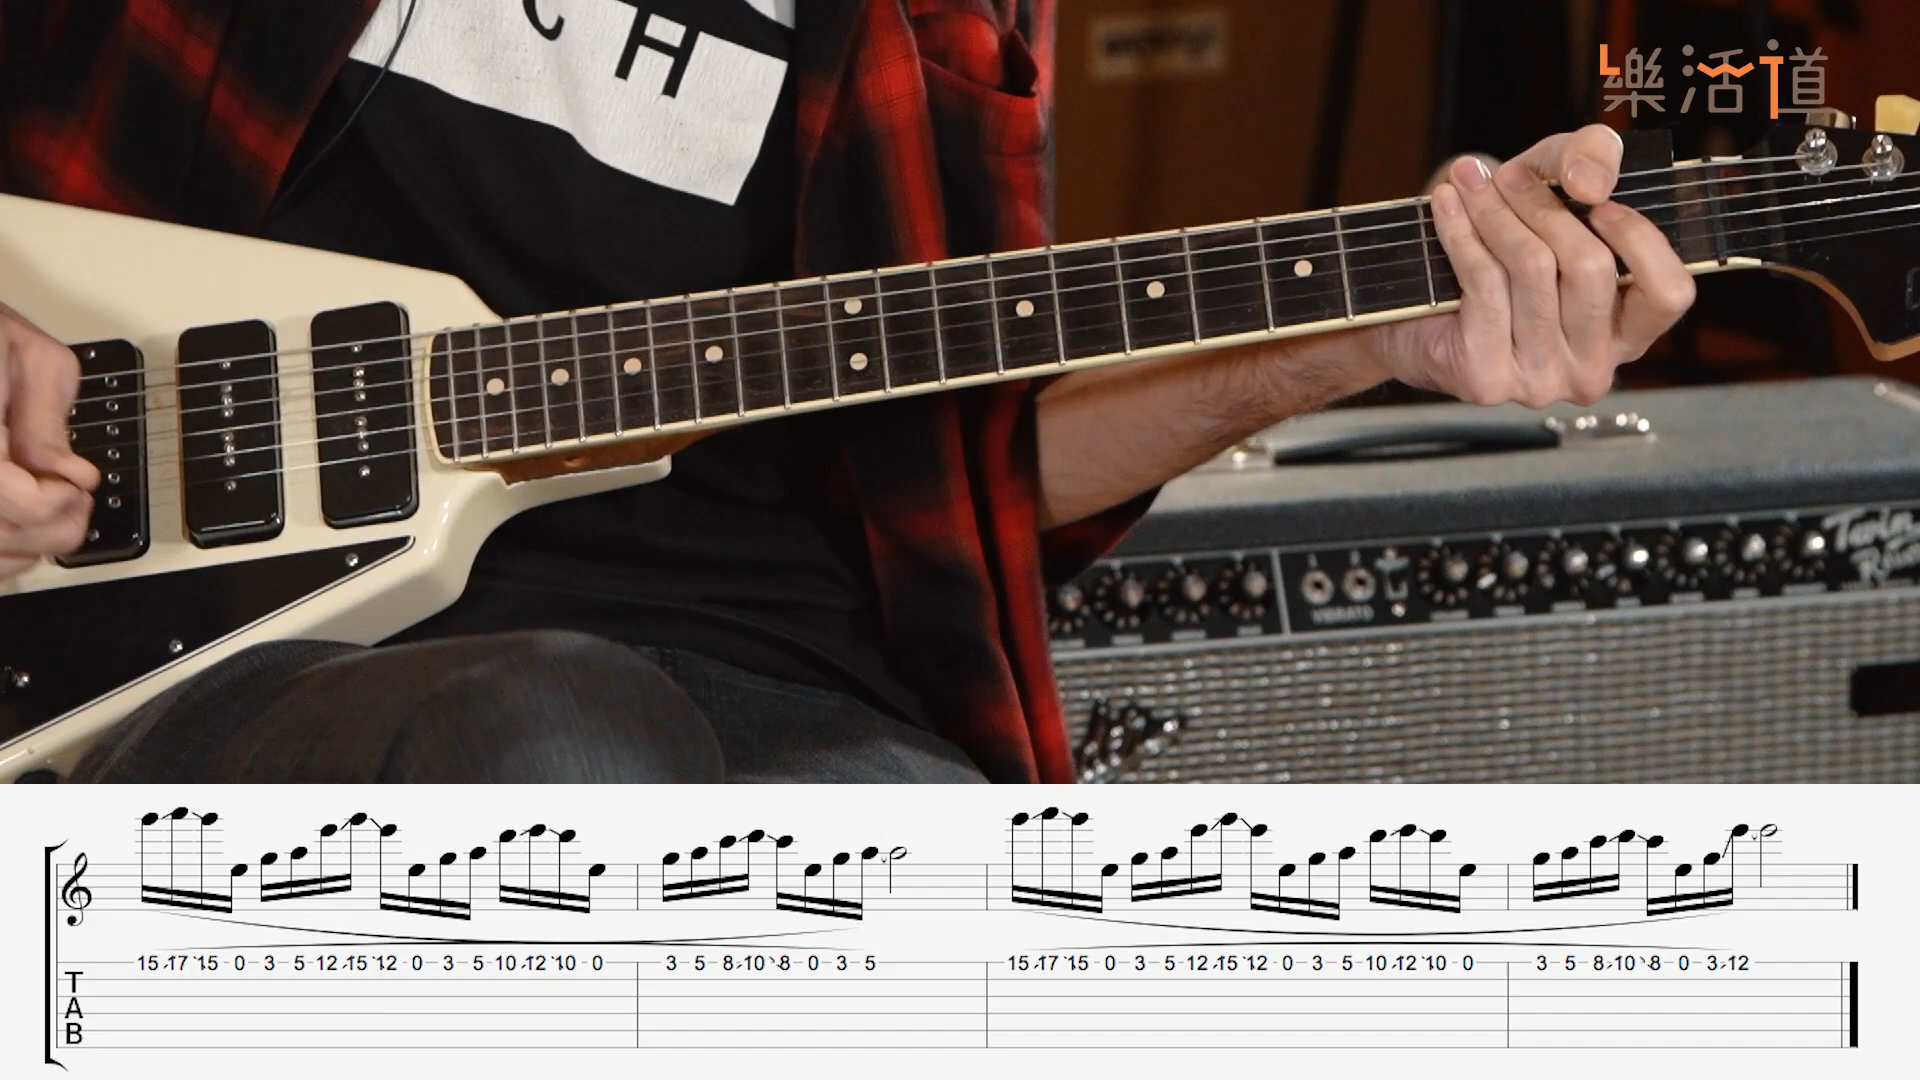 CH
樂活道
Twin
VIBRATO
15 17 15 0 3 5 12 15 12 0 3 5 10 12 10 0 3 5 8 10 8 0 3 5 15 17 15 0 3 5 12 15 12 0 3 5 10 12 10 0 3 5 8 10 8 0 3 12
T
A
B